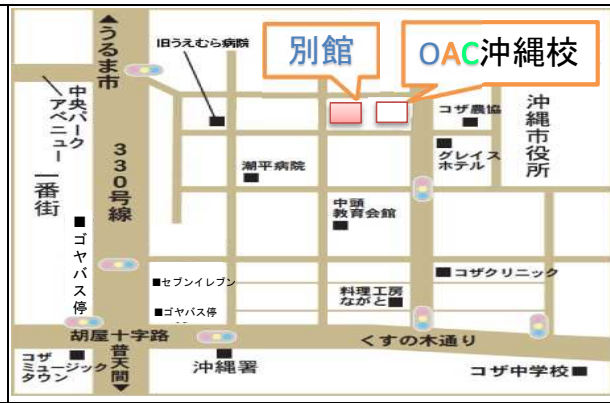 ▲うるま市
旧うえむら病院
別館
OAC沖縄校
中央パークアベニュー
一番街
330号線
コザ農協
沖縄市役所
グレイス
ホテル
潮平病院
中頭
教育会館
■ゴヤバス停
■セブンイレブン
■ゴヤバス停
コザクリニック
料理工房
ながと
胡屋十字路
くすの木通り
コザ
ミュージック
タウン
普天間▼
沖縄署
コザ中学校